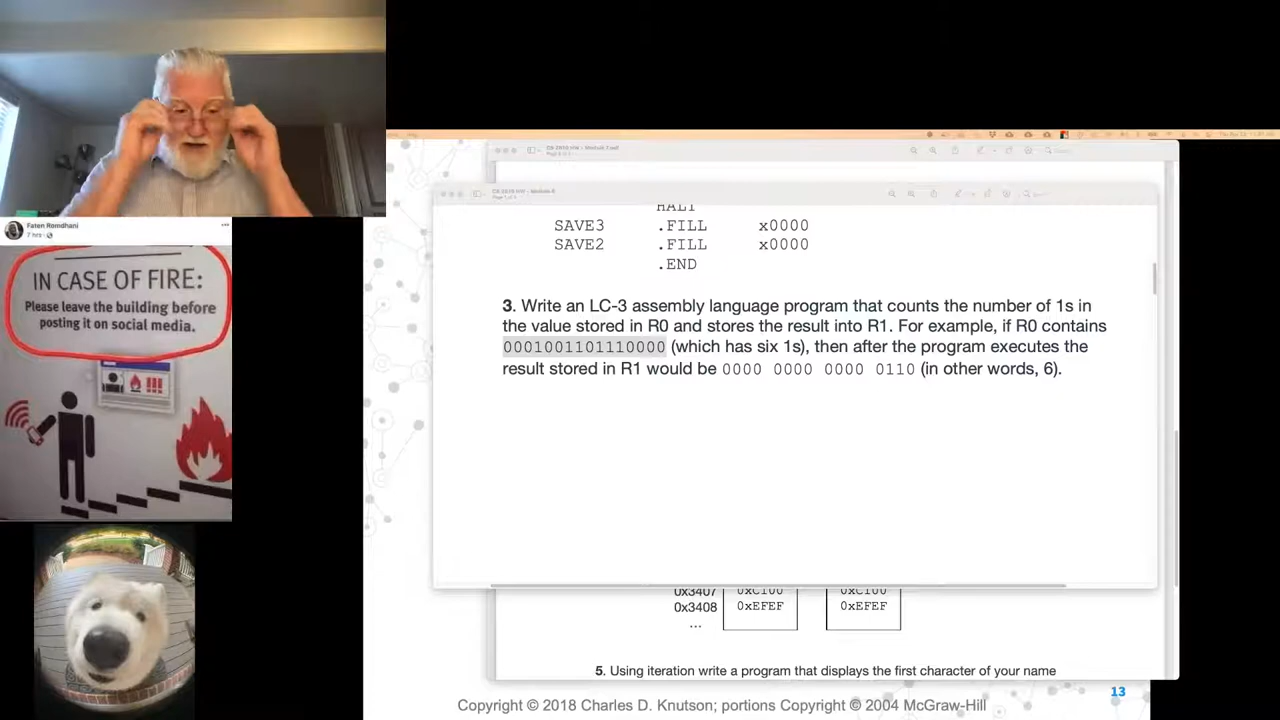 Faten Romdhani
7 hrs
IN CASE OF FIRE:
Please leave the building before
posting it on social media.
HALT
SAVE3 .FILL x0000
SAVE2 .FILL x0000
.END
3. Write an LC-3 assembly language program that counts the number of 1s in
the value stored in R0 and stores the result into R1. For example, if R0 contains
0001001101110000 (which has six 1s), then after the program executes the
result stored in R1 would be 0000 0000 0000 0110 (in other words, 6).
0x3407 0xC100 0xC100
0x3408 0xEFEF 0xEFEF
...
5. Using iteration write a program that displays the first character of your name
Copyright © 2018 Charles D. Knutson; portions Copyright © 2004 McGraw-Hill
13